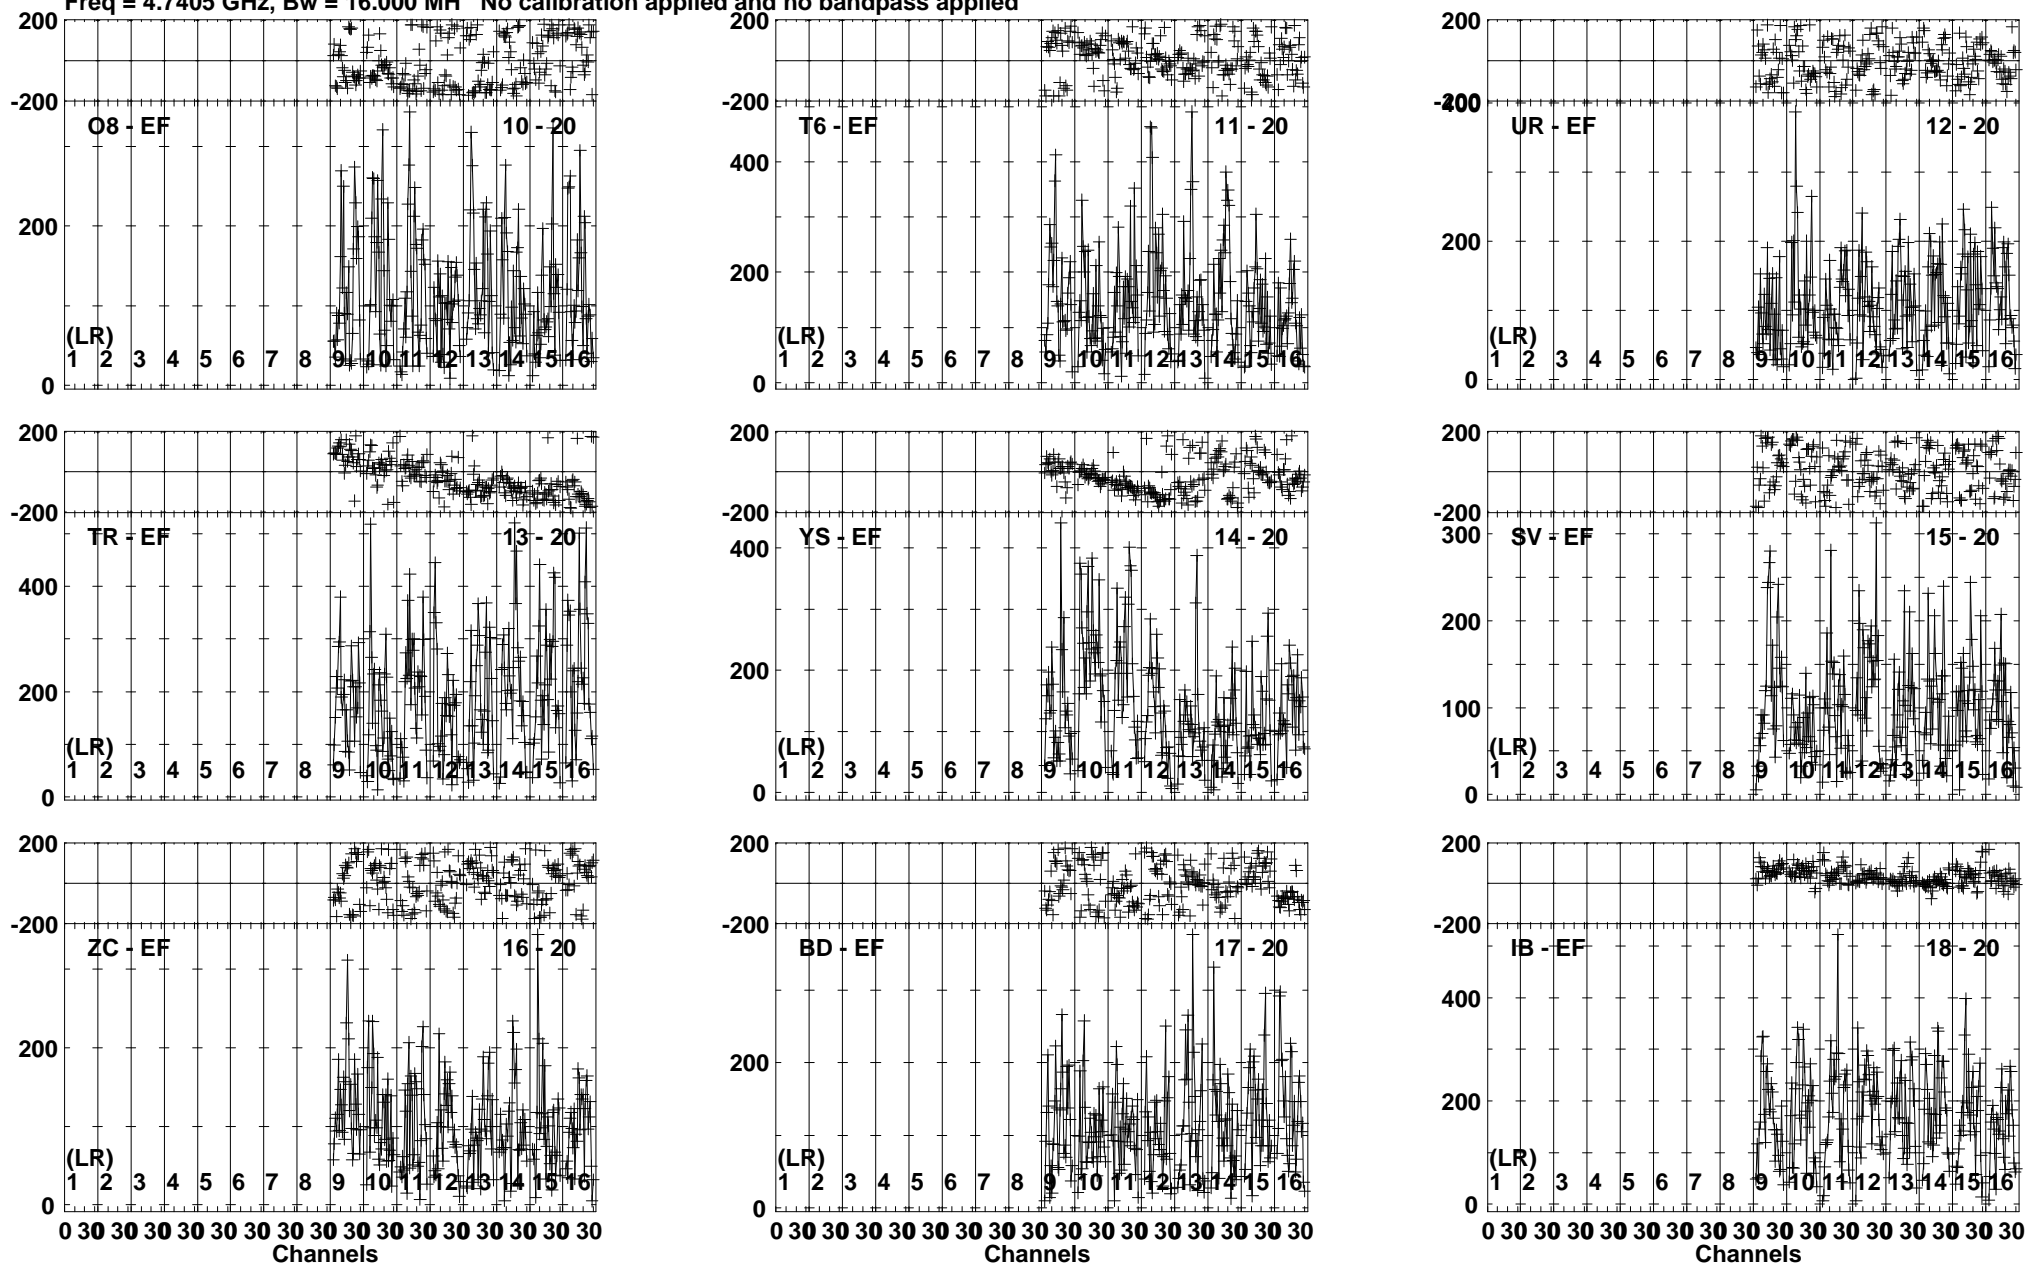 Freq = 4.7405 GHz, Bw = 16.000 MH No calibration applied and no bandpass applied
200 200 200
-200 -200 -200
400
O8 - EF 10 - 20 T6 - EF 11 - 20 UR - EF 12 - 20
400
200 200 200
(LR) (LR) (LR)
1 2 3 4 5 6 7 8 9 10 11 12 13 14 15 16 1 2 3 4 5 6 7 8 9 10 11 12 13 14 15 16 1 2 3 4 5 6 7 8 9 10 11 12 13 14 15 16
0 0 0
200 200 200
-200 -200 -200
TR - EF 13 - 20 YS - EF 14 - 20 SV - EF 15 - 20
400 400 300
200 200 200
100
(LR) (LR) (LR)
1 2 3 4 5 6 7 8 9 10 11 12 13 14 15 16 1 2 3 4 5 6 7 8 9 10 11 12 13 14 15 16 1 2 3 4 5 6 7 8 9 10 11 12 13 14 15 16
0 0 0
200 200 200
-200 -200 -200
ZC - EF 16 - 20 BD - EF 17 - 20 IB - EF 18 - 20
400
200 200 200
(LR) (LR) (LR)
1 2 3 4 5 6 7 8 9 10 11 12 13 14 15 16 1 2 3 4 5 6 7 8 9 10 11 12 13 14 15 16 1 2 3 4 5 6 7 8 9 10 11 12 13 14 15 16
0 0 0
0 30 30 30 30 30 30 30 30 30 30 30 30 30 30 30 30 0 30 30 30 30 30 30 30 30 30 30 30 30 30 30 30 30 0 30 30 30 30 30 30 30 30 30 30 30 30 30 30 30 30
Channels Channels Channels